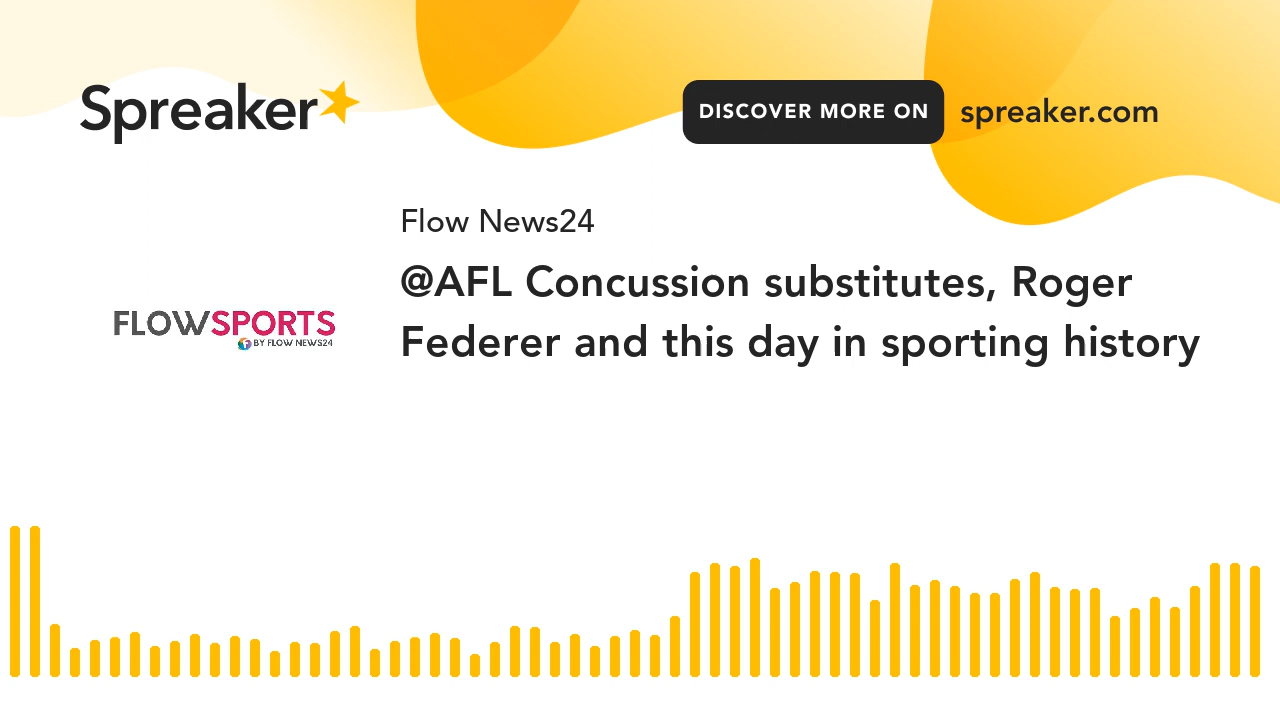 Spreaker
DISCOVER MORE ON
spreaker.com
Flow News24
@AFL Concussion substitutes, Roger
Federer and this day in sporting history
FLOWSPORTS
BY FLOW NEWS24